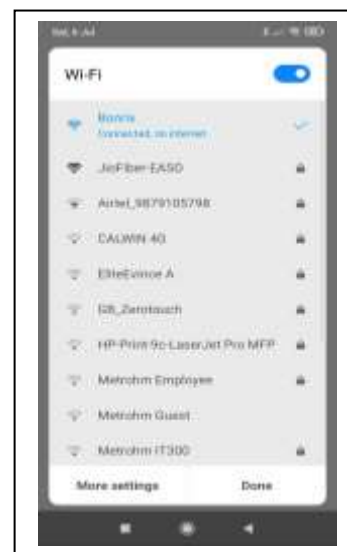 Wi-Fi
Connected, no internet
JioFiber-EASO
Airtel_9879105798
CALWIN 4G
EliteEvince A
GB_Zerotouch
HP-Print-9c-LaserJet Pro MFP
Metrohm Employee
Metrohm Guest
Metrohm IT300
More settings
Done